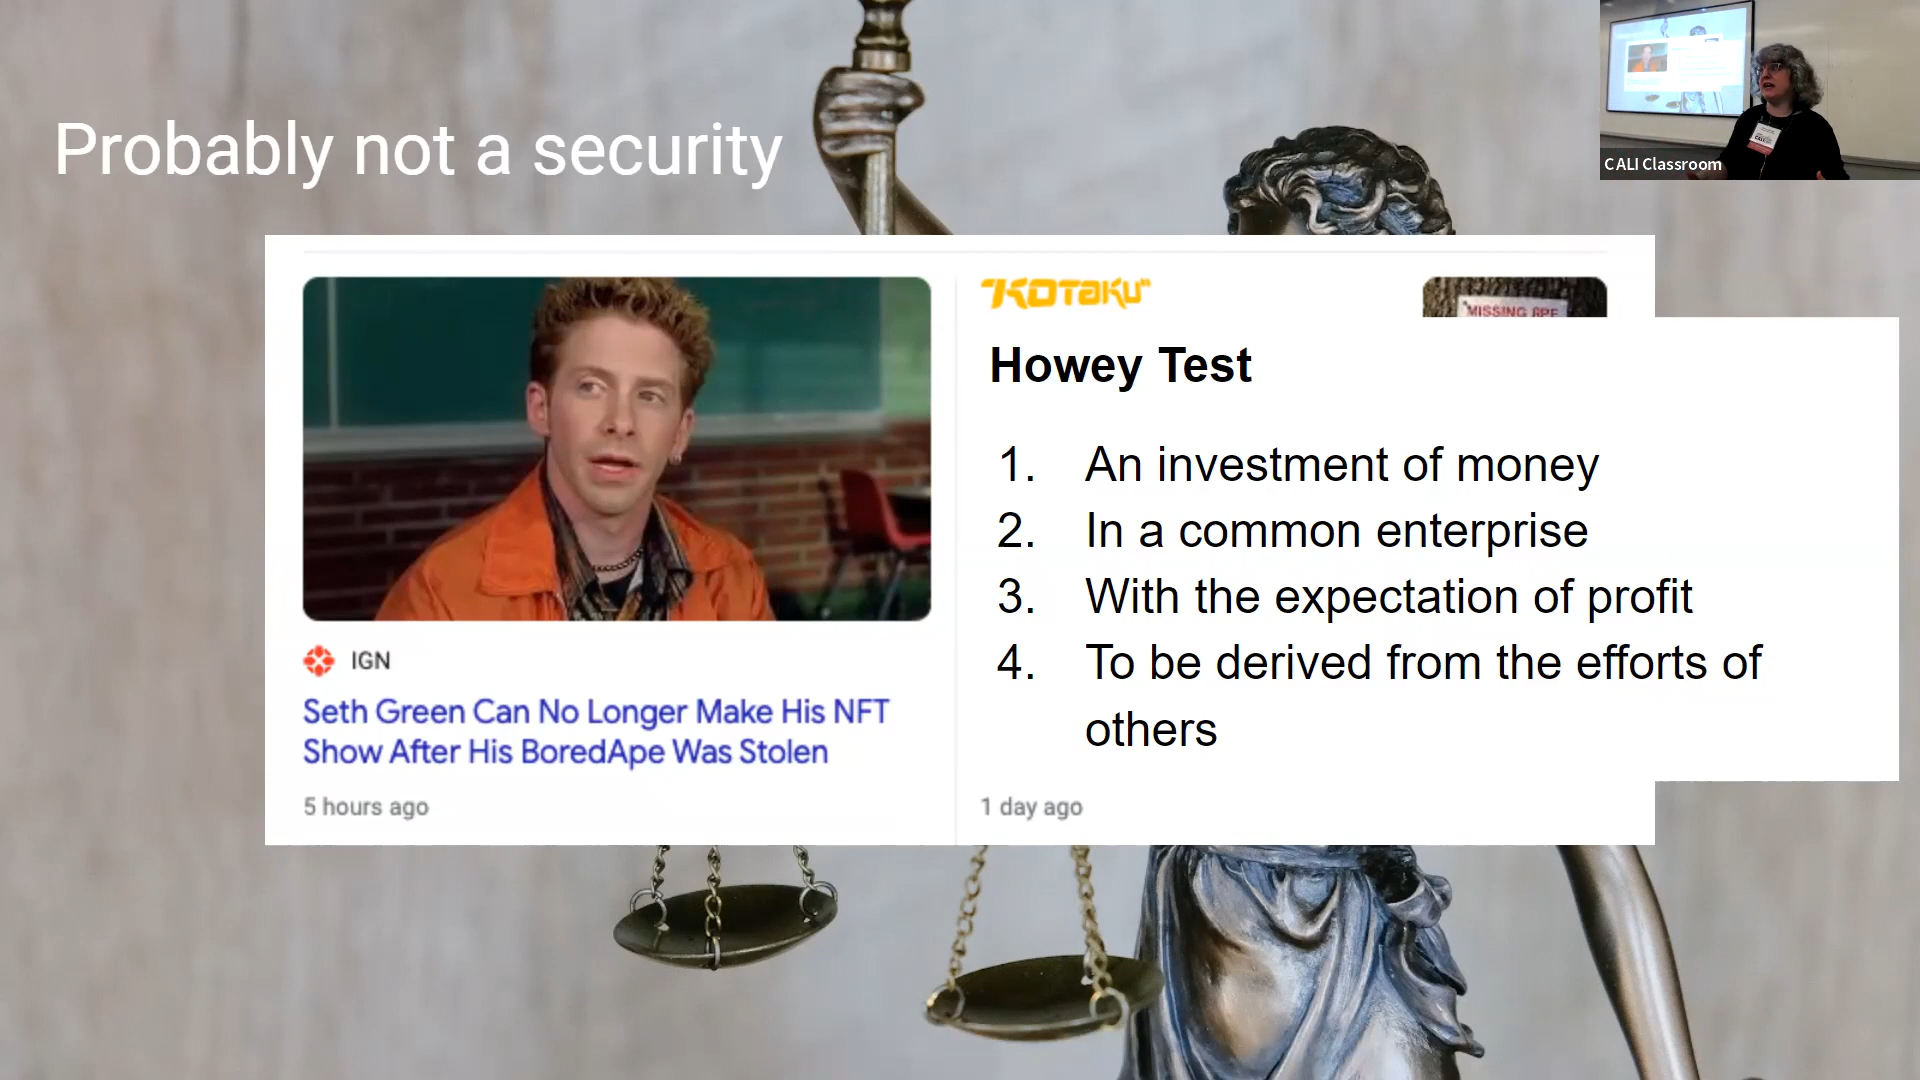 Probably not a security
CALI Classroom
KOTAKU
MISSING APE
Howey Test
1. An investment of money
2. In a common enterprise
3. With the expectation of profit
4. To be derived from the efforts of
others
IGN
Seth Green Can No Longer Make His NFT
Show After His BoredApe Was Stolen
5 hours ago
1 day ago